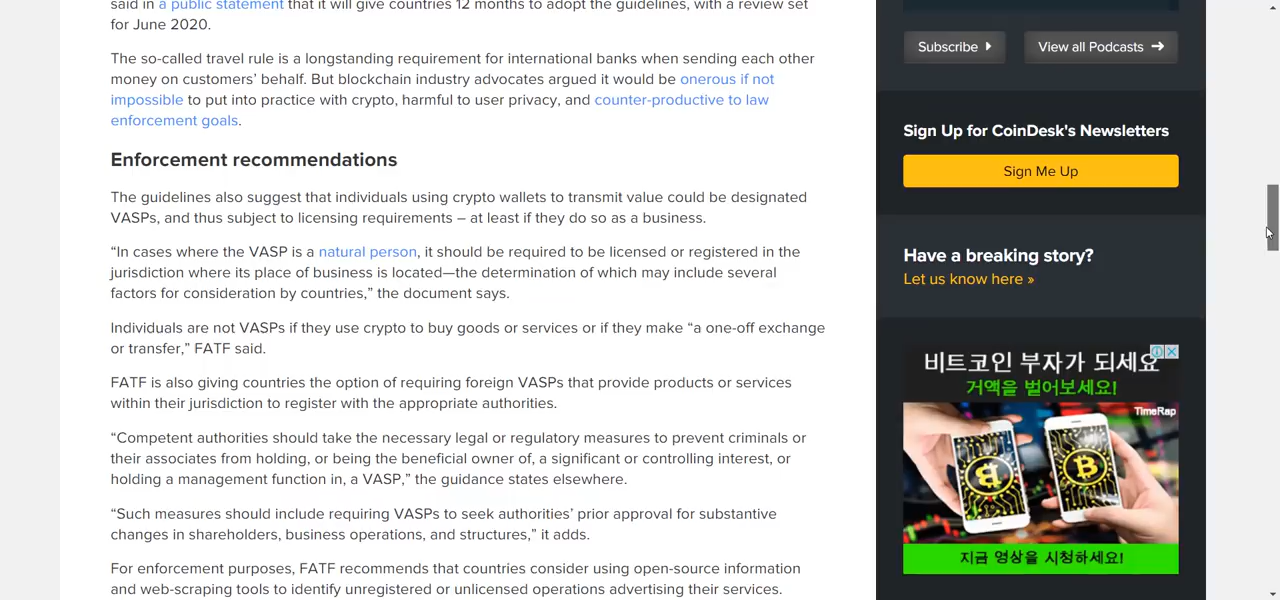 said in a public statement that it will give countries 12 months to adopt the guidelines, with a review set
for June 2020.
The so-called travel rule is a longstanding requirement for international banks when sending each other
money on customers’ behalf. But blockchain industry advocates argued it would be onerous if not
impossible to put into practice with crypto, harmful to user privacy, and counter-productive to law
enforcement goals.
Enforcement recommendations
The guidelines also suggest that individuals using crypto wallets to transmit value could be designated
VASPs, and thus subject to licensing requirements – at least if they do so as a business.
“In cases where the VASP is a natural person, it should be required to be licensed or registered in the
jurisdiction where its place of business is located—the determination of which may include several
factors for consideration by countries,” the document says.
Individuals are not VASPs if they use crypto to buy goods or services or if they make “a one-off exchange
or transfer,” FATF said.
FATF is also giving countries the option of requiring foreign VASPs that provide products or services
within their jurisdiction to register with the appropriate authorities.
“Competent authorities should take the necessary legal or regulatory measures to prevent criminals or
their associates from holding, or being the beneficial owner of, a significant or controlling interest, or
holding a management function in, a VASP,” the guidance states elsewhere.
“Such measures should include requiring VASPs to seek authorities’ prior approval for substantive
changes in shareholders, business operations, and structures,” it adds.
For enforcement purposes, FATF ends that countries consider using open-source information
and web-scraping tools to identify unregistered or unlicensed operations advertising their services.
Subscribe
View all Podcasts
Sign Up for CoinDesk's Newsletters
Sign Me Up
Have a breaking story?
Let us know here »
비트코인 부자가 되세요
거액을 벌어보세요!
TimeRap
지금 영상을 시청하세요!